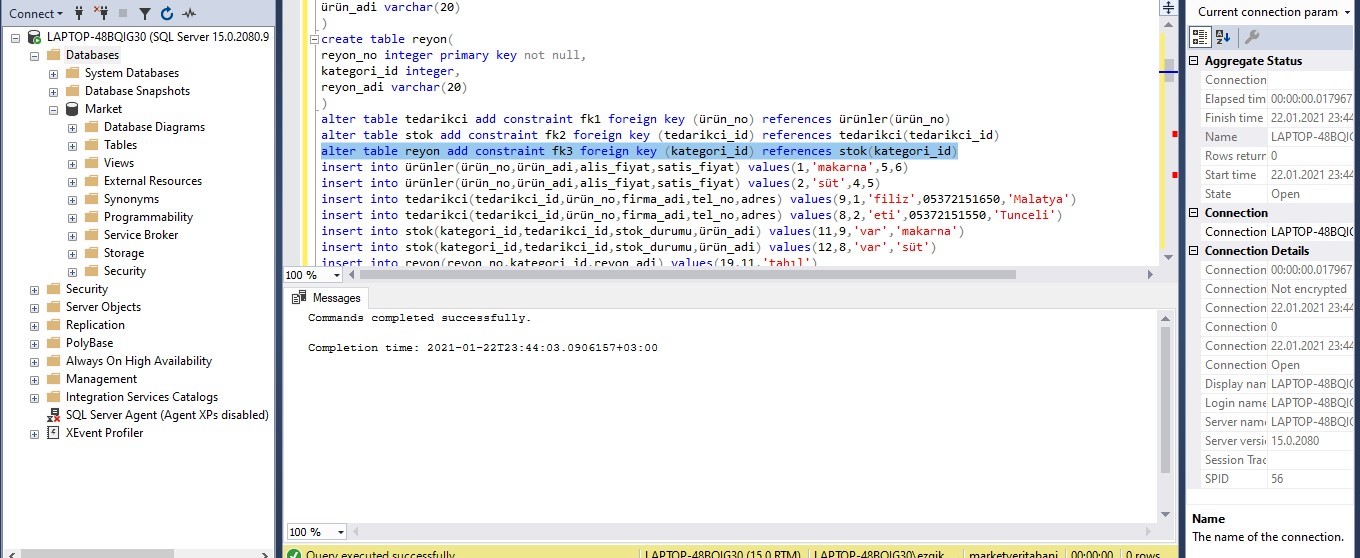 Connect
LAPTOP-48BQIG30 (SQL Server 15.0.2080.9
Databases
System Databases
Database Snapshots
Market
Database Diagrams
Tables
Views
External Resources
Synonyms
Programmability
Service Broker
Storage
Security
Security
Server Objects
Replication
PolyBase
Always On High Availability
Management
Integration Services Catalogs
SQL Server Agent (Agent XPs disabled)
XEvent Profiler
ürün_adi varchar(20)
)
create table reyon(
reyon_no integer primary key not null,
kategori_id integer,
reyon_adi varchar(20)
)
alter table tedarikci add constraint fk1 foreign key (ürün_no) references ürünler(ürün_no)
alter table stok add constraint fk2 foreign key (tedarikci_id) references tedarikci(tedarikci_id)
alter table reyon add constraint fk3 foreign key (kategori_id) references stok(kategori_id)
insert into ürünler(ürün_no,ürün_adi,alis_fiyat,satis_fiyat) values(1,'makarna',5,6)
insert into ürünler(ürün_no,ürün_adi,alis_fiyat,satis_fiyat) values(2,'süt',4,5)
insert into tedarikci(tedarikci_id,ürün_no,firma_adi,tel_no,adres) values(9,1,'filiz',05372151650,'Malatya')
insert into tedarikci(tedarikci_id,ürün_no,firma_adi,tel_no,adres) values(8,2,'eti',05372151550,'Tunceli')
insert into stok(kategori_id,tedarikci_id,stok_durumu,ürün_adi) values(11,9,'var','makarna')
insert into stok(kategori_id,tedarikci_id,stok_durumu,ürün_adi) values(12,8,'var','süt')
insert into reyon(reyon_no,kategori_id,reyon_adi) values(19,11,'tahıl')
100 %
Messages
Commands completed successfully.
Completion time: 2021-01-22T23:44:03.0906157+03:00
100 %
Query executed successfully.
LAPTOP-48BQIG30 (15.0 RTM)
LAPTOP-48BQIG30\ezgik
marketveritabani
00:00:00
0 rows
Current connection param
Aggregate Status
Connection
Elapsed tim 00:00:00.017967
Finish time 22.01.2021 23:44
Name LAPTOP-48BQIG
Rows return 0
Start time 22.01.2021 23:44
State Open
Connection
Connection LAPTOP-48BQIG
Connection Details
Connection 00:00:00.017967
Connection Not encrypted
Connection 22.01.2021 23:44
Connection 0
Connection 22.01.2021 23:44
Connection Open
Display nam LAPTOP-48BQIG
Login name LAPTOP-48BQIG
Server nam LAPTOP-48BQIG
Server versi 15.0.2080
Session Trac
SPID 56
Name
The name of the connection.